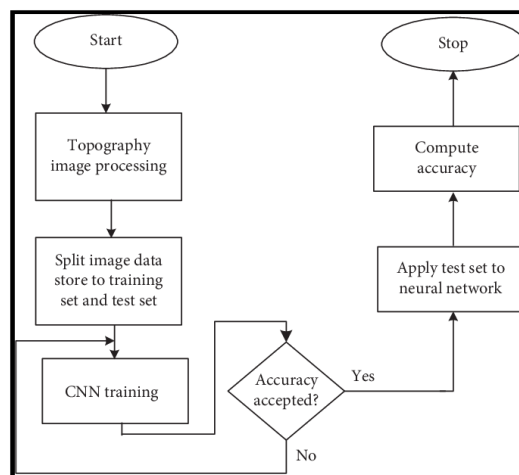 Start
Topography
image processing
Split image data
store to training
set and test set
CNN training
Accuracy
accepted?
Yes
No
Apply test set to
neural network
Compute
accuracy
Stop